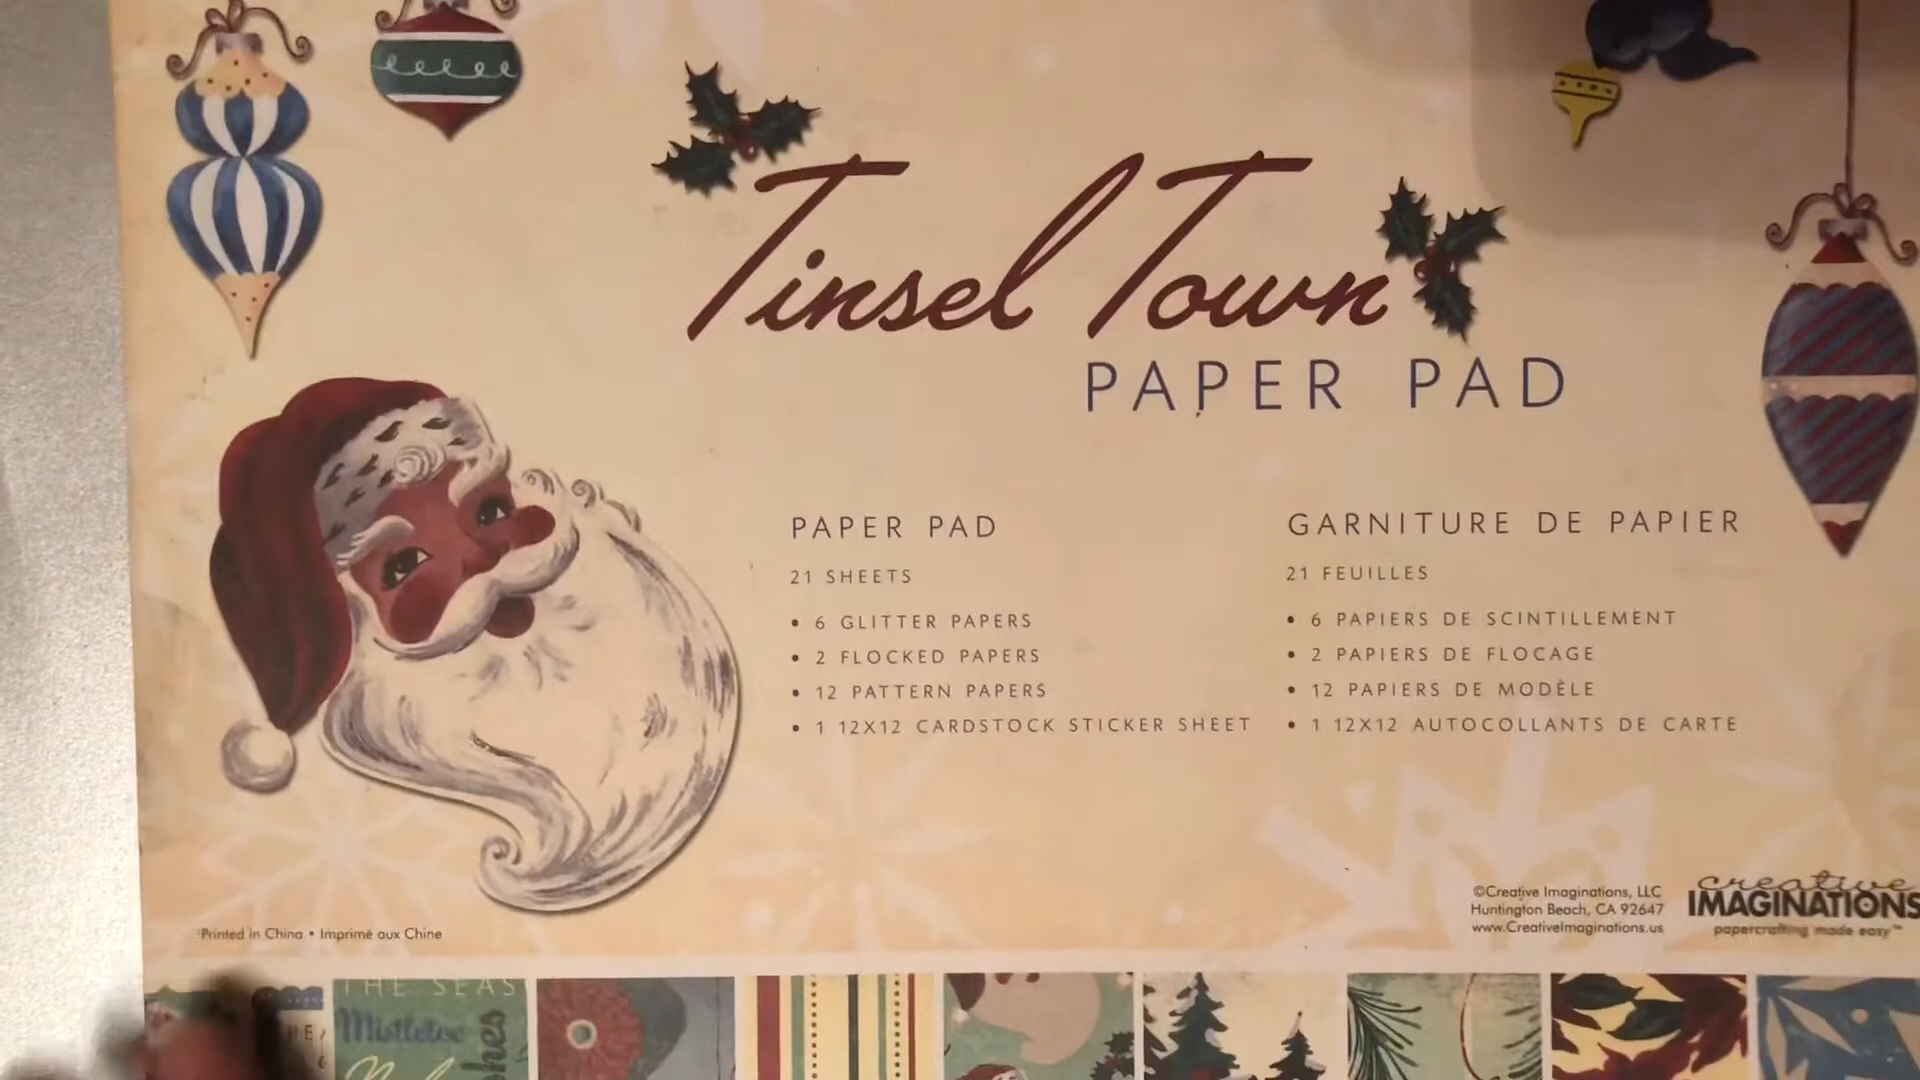 Tinsel Town
PAPER PAD
PAPER PAD
21 SHEETS
• 6 GLITTER PAPERS
• 2 FLOCKED PAPERS
• 12 PATTERN PAPERS
• 1 12X12 CARDSTOCK STICKER SHEET
GARNITURE DE PAPIER
21 FEUILLES
• 6 PAPIERS DE SCINTILLEMENT
• 2 PAPIERS DE FLOCAGE
• 12 PAPIERS DE MODÈLE
• 1 12X12 AUTOCOLLANTS DE CARTE
Printed in China • Imprimé aux Chine
©Creative Imaginations, LLC
Huntington Beach, CA 92647
www.CreativeImaginations.us
creative
IMAGINATIONS
papercrafting made easy™
THE SEAS
Mistletoe